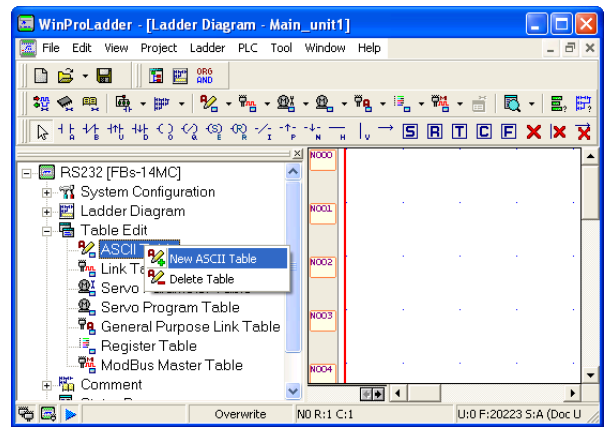 WinProLadder - [Ladder Diagram - Main_unit1]
File Edit View Project Ladder PLC Tool Window Help
ORG
AND
A B U D O Q S R I P N H V S R T C F
RS232 [FBs-14MC]
System Configuration
Ladder Diagram
Table Edit
ASCII
New ASCII Table
Link Ta
Delete Table
Servo Parameter Table
Servo Program Table
General Purpose Link Table
Register Table
ModBus Master Table
Comment
N000
N001
N002
N003
N004
Overwrite N0 R:1 C:1 U:0 F:20223 S:A (Doc U